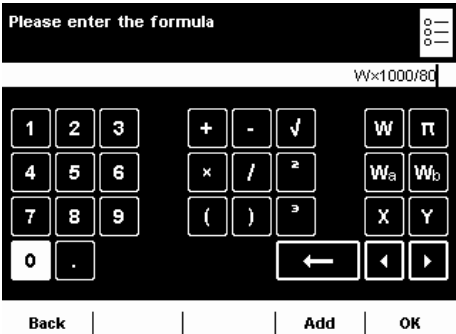 Please enter the formula
W×1000/80
1 2 3 + - √ W π
4 5 6 × / ² Wa Wb
7 8 9 ( ) ³ X Y
0 .
Back Add OK